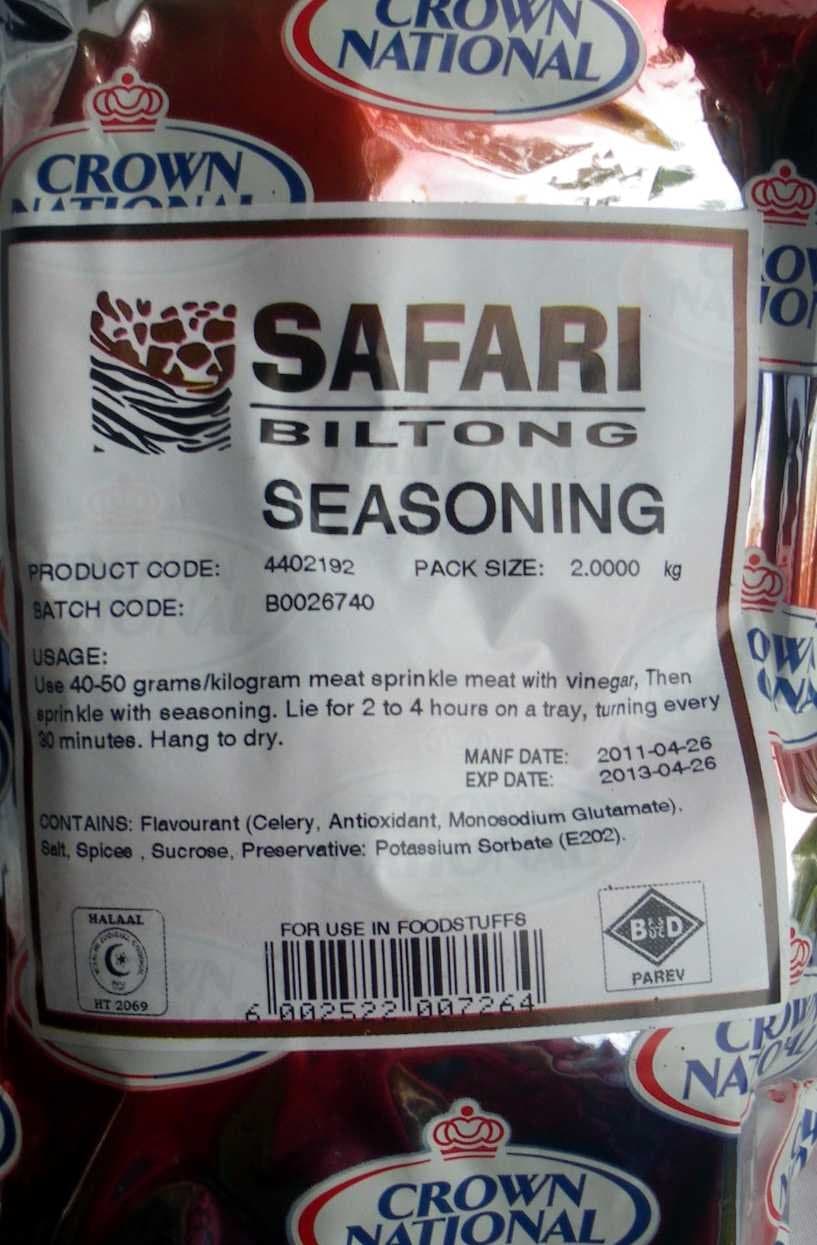 CROWN
NATIONAL
CROWN
NATIONAL
SAFARI
BILTONG
SEASONING
PRODUCT CODE: 4402192 PACK SIZE: 2.0000 kg
BATCH CODE: B0026740
USAGE:
Use 40-50 grams/kilogram meat sprinkle meat with vinegar, Then
sprinkle with seasoning. Lie for 2 to 4 hours on a tray, turning every
30 minutes. Hang to dry.
MANF DATE: 2011-04-26
EXP DATE: 2013-04-26
CONTAINS: Flavourant (Celery, Antioxidant, Monosodium Glutamate).
Salt, Spices , Sucrose, Preservative: Potassium Sorbate (E202).
HALAAL
HT 2069
FOR USE IN FOODSTUFFS
6 002522 007264
B D
PAREV
CROWN
NATIONAL